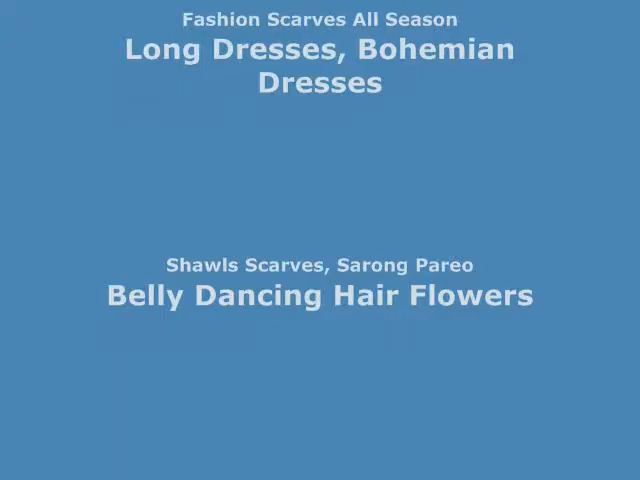 Fashion Scarves All Season
Long Dresses, Bohemian
Dresses
Shawls Scarves, Sarong Pareo
Belly Dancing Hair Flowers